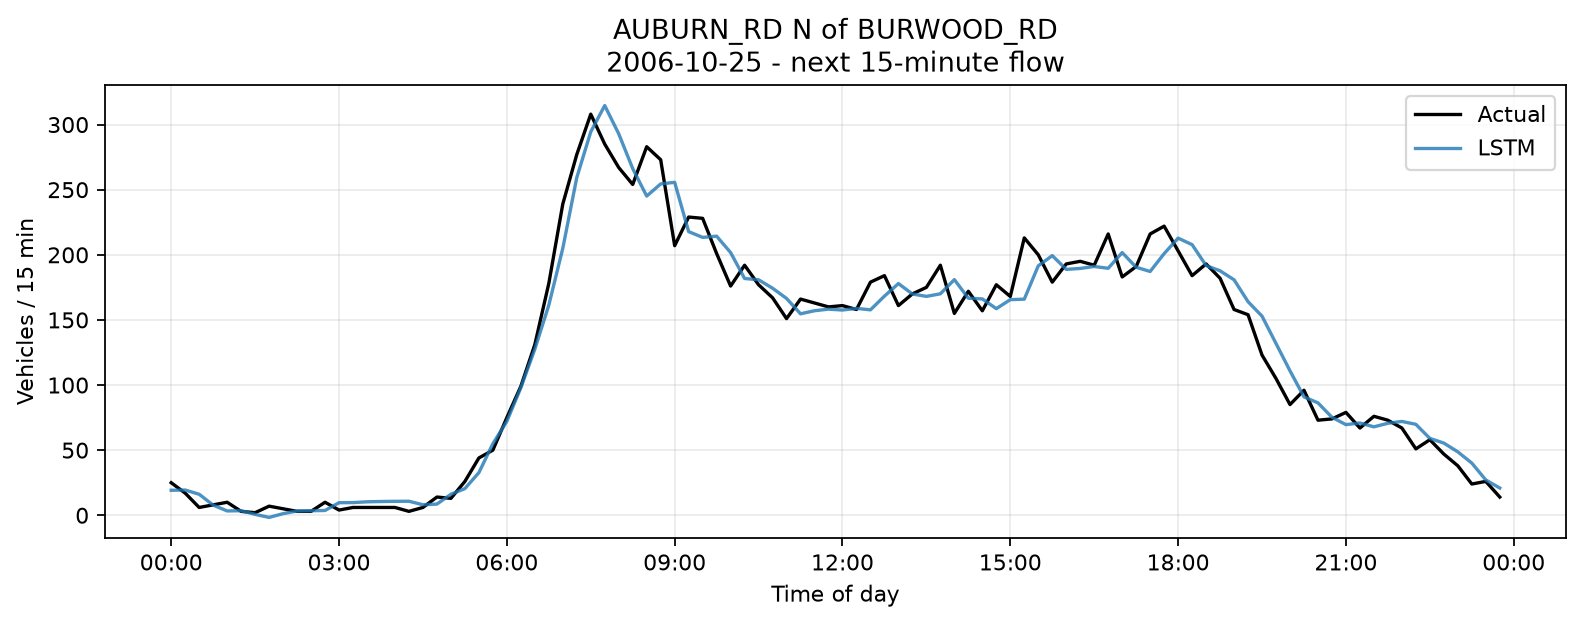 AUBURN_RD N of BURWOOD_RD
2006-10-25 - next 15-minute flow
Actual
LSTM
Vehicles / 15 min
300
250
200
150
100
50
0
00:00 03:00 06:00 09:00 12:00 15:00 18:00 21:00 00:00
Time of day